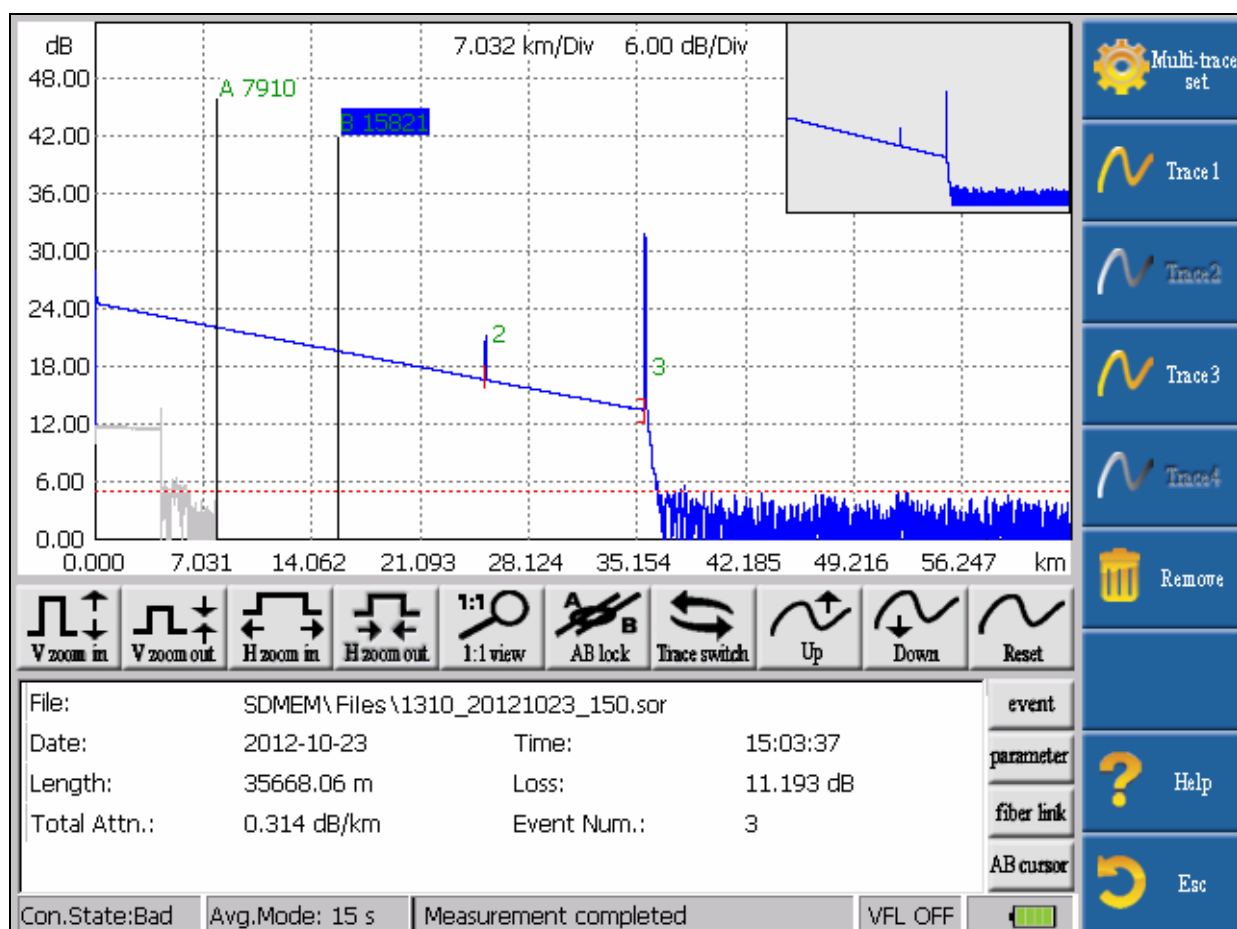 dB 7.032 km/Div 6.00 dB/Div
48.00
A 7910
B 15821
42.00
36.00
30.00
24.00
2
18.00
3
12.00
6.00
0.00
0.000 7.031 14.062 21.093 28.124 35.154 42.185 49.216 56.247 km
V zoom in V zoom out H zoom in H zoom out 1:1 1:1 view A B AB lock Trace switch Up Down Reset
File: SDMEM\Files\1310_20121023_150.sor
Date: 2012-10-23 Time: 15:03:37
Length: 35668.06 m Loss: 11.193 dB
Total Attn.: 0.314 dB/km Event Num.: 3
event
parameter
fiber link
AB cursor
Con.State:Bad Avg.Mode: 15 s Measurement completed VFL OFF
Multi-trace
set
Trace1
Trace2
Trace3
Trace4
Remove
Help
Esc